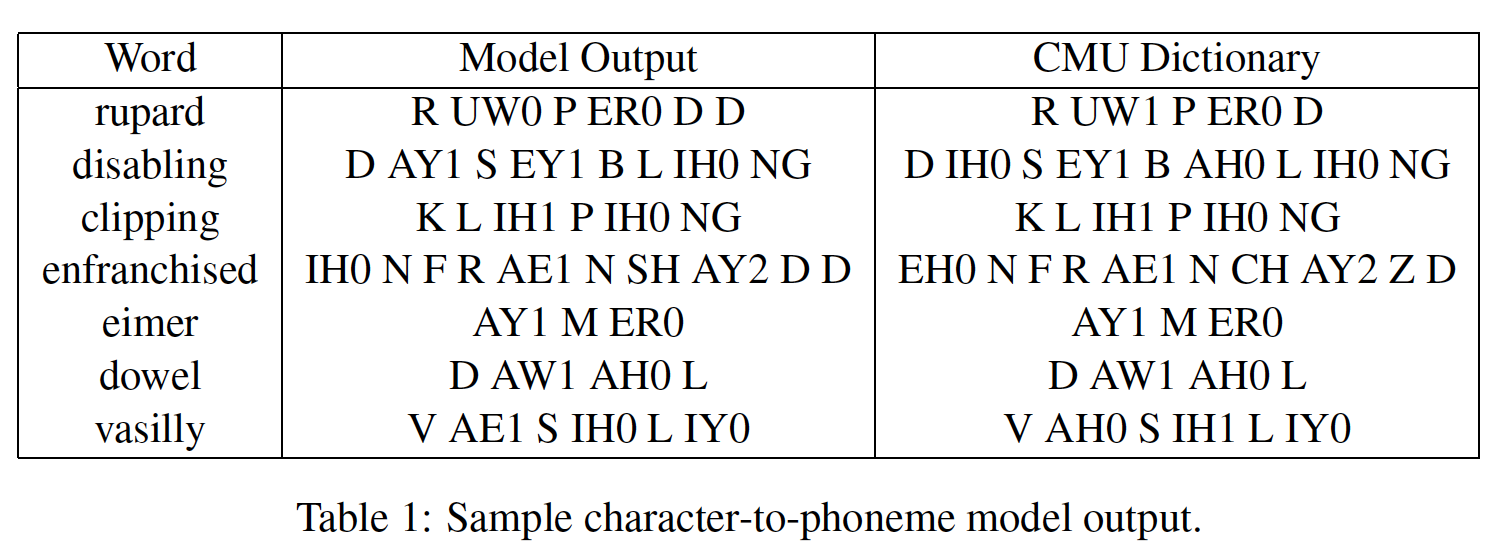 Word Model Output CMU Dictionary
rupard R UW0 P ER0 D D R UW1 P ER0 D
disabling D AY1 S EY1 B L IH0 NG D IH0 S EY1 B AH0 L IH0 NG
clipping K L IH1 P IH0 NG K L IH1 P IH0 NG
enfranchised IH0 N F R AE1 N SH AY2 D D EH0 N F R AE1 N CH AY2 Z D
eimer AY1 M ER0 AY1 M ER0
dowel D AW1 AH0 L D AW1 AH0 L
vasilly V AE1 S IH0 L IY0 V AH0 S IH1 L IY0
Table 1: Sample character-to-phoneme model output.